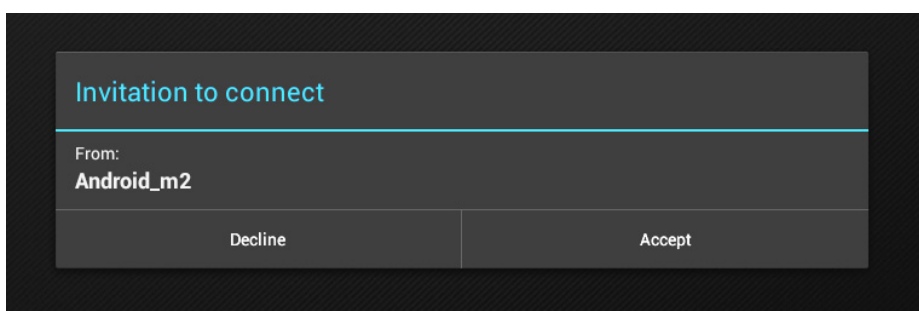 Invitation to connect
From:
Android_m2
Decline
Accept